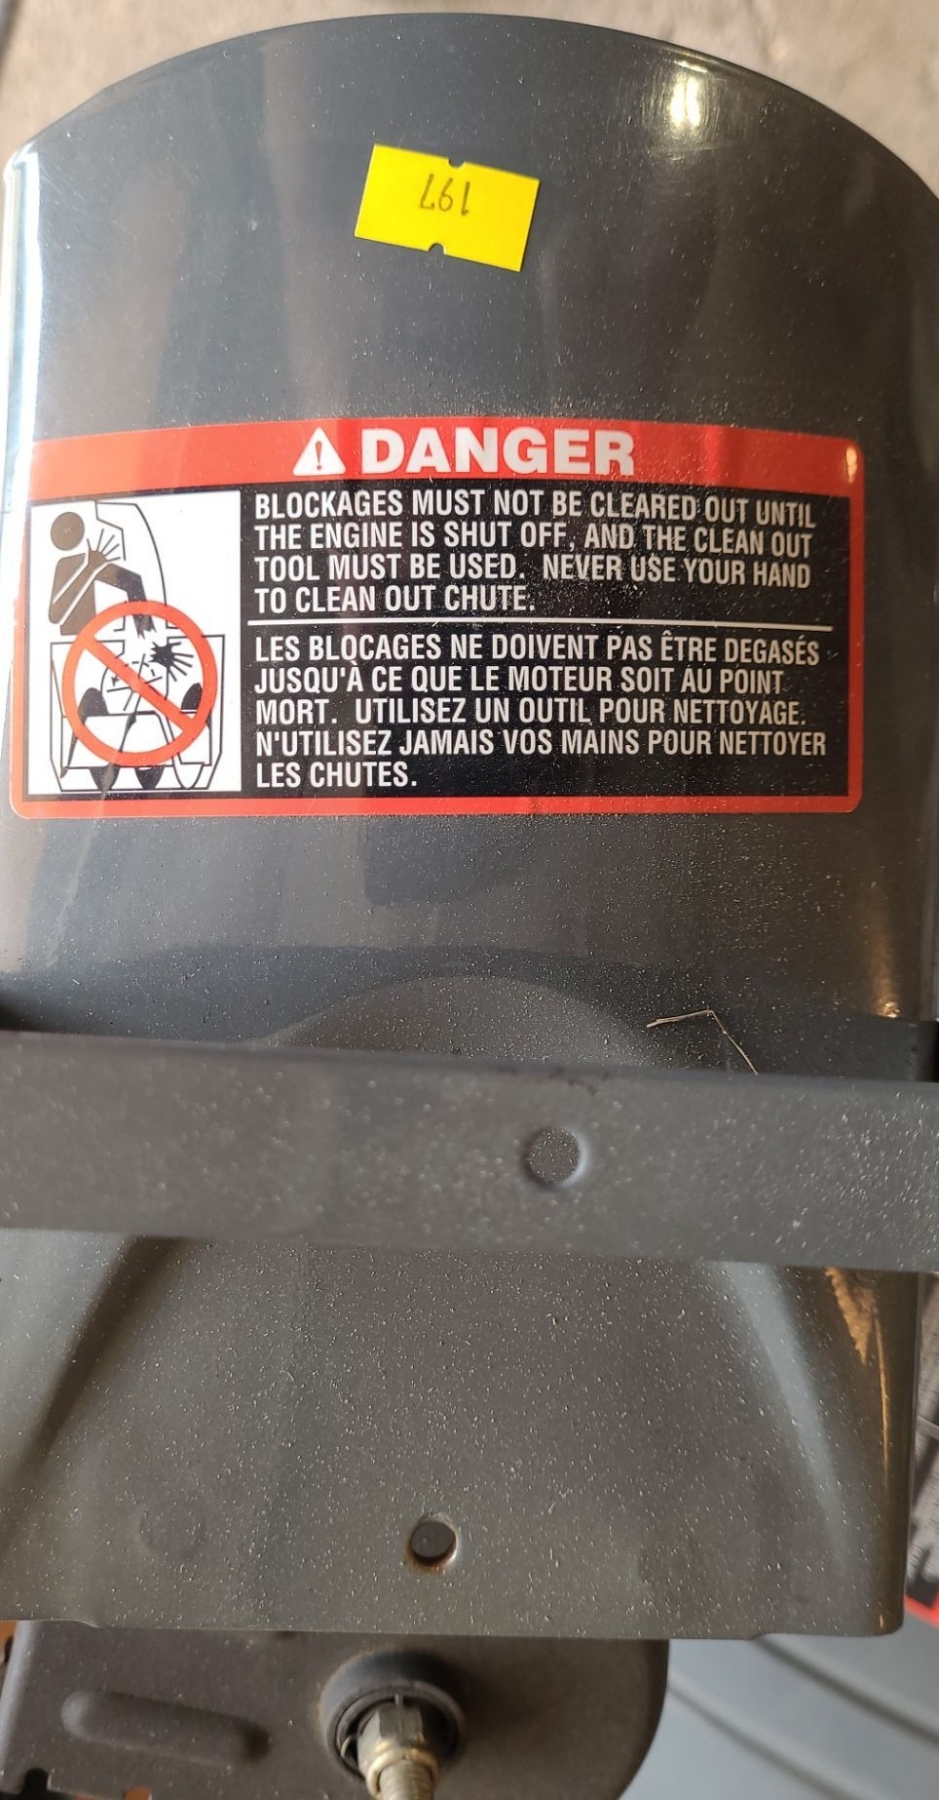 197
DANGER
BLOCKAGES MUST NOT BE CLEARED OUT UNTIL
THE ENGINE IS SHUT OFF, AND THE CLEAN OUT
TOOL MUST BE USED. NEVER USE YOUR HAND
TO CLEAN OUT CHUTE.
LES BLOCAGES NE DOIVENT PAS ÊTRE DEGASÉS
JUSQU'À CE QUE LE MOTEUR SOIT AU POINT
MORT. UTILISEZ UN OUTIL POUR NETTOYAGE.
N'UTILISEZ JAMAIS VOS MAINS POUR NETTOYER
LES CHUTES.